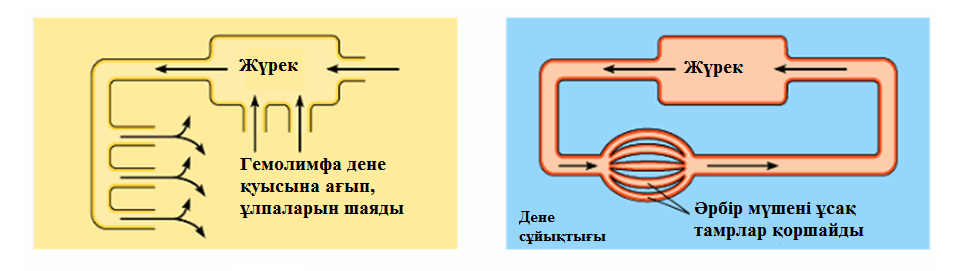 Жүрек
Гемолимфа дене
қуысына ағып,
ұлпаларын шаяды
Жүрек
Әрбір мүшені ұсақ
тамрлар қоршайды
Дене
сұйықтығы